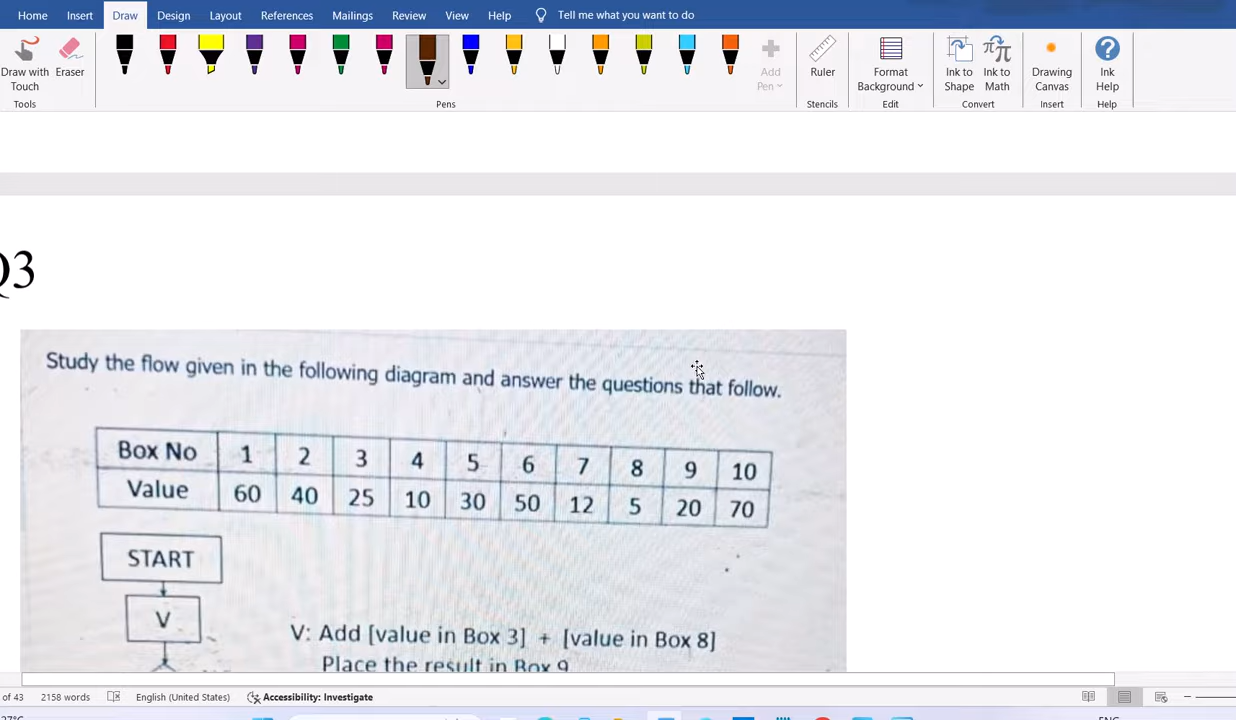 Home Insert Draw Design Layout References Mailings Review View Help Tell me what you want to do
Draw with Touch
Eraser
Add Pen
Ruler
Format Background
Ink to Shape
Ink to Math
Drawing Canvas
Ink Help
Tools Pens Stencils Edit Convert Insert Help
Q3
Study the flow given in the following diagram and answer the questions that follow.
Box No 1 2 3 4 5 6 7 8 9 10
Value 60 40 25 10 30 50 12 5 20 70
START
V
V: Add [value in Box 3] + [value in Box 8]
Place the result in Box 9
of 43 2158 words English (United States) Accessibility: Investigate
27°C
ENG